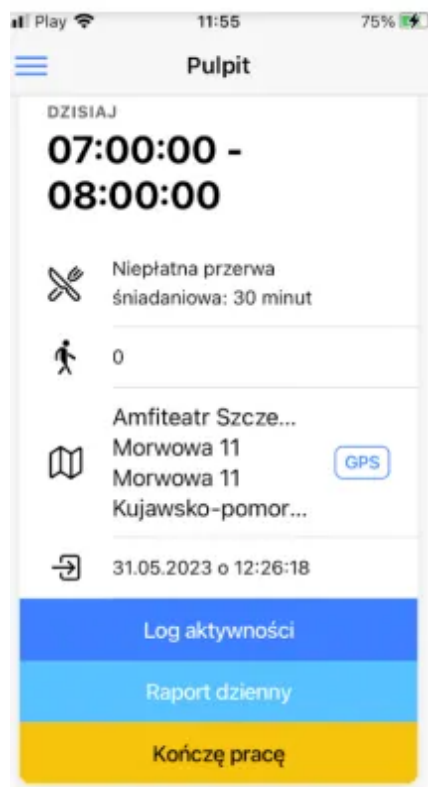 Play 11:55 75%
Pulpit
DZISIAJ
07:00:00 -
08:00:00
Niepłatna przerwa
śniadaniowa: 30 minut
0
Amfiteatr Szcze...
Morwowa 11
Morwowa 11
Kujawsko-pomor...
GPS
31.05.2023 o 12:26:18
Log aktywności
Raport dzienny
Kończę pracę